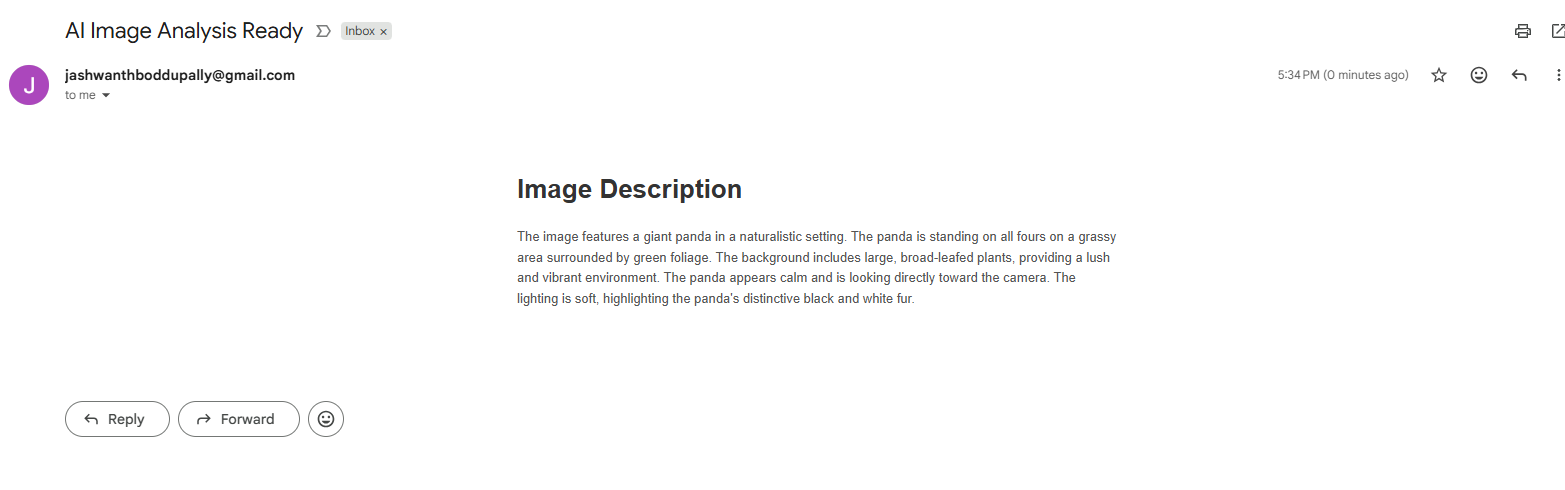 AI Image Analysis Ready
Inbox ×
J
jashwanthboddupally@gmail.com
5:34 PM (0 minutes ago)
to me
Image Description
The image features a giant panda in a naturalistic setting. The panda is standing on all fours on a grassy
area surrounded by green foliage. The background includes large, broad-leafed plants, providing a lush
and vibrant environment. The panda appears calm and is looking directly toward the camera. The
lighting is soft, highlighting the panda's distinctive black and white fur.
Reply
Forward